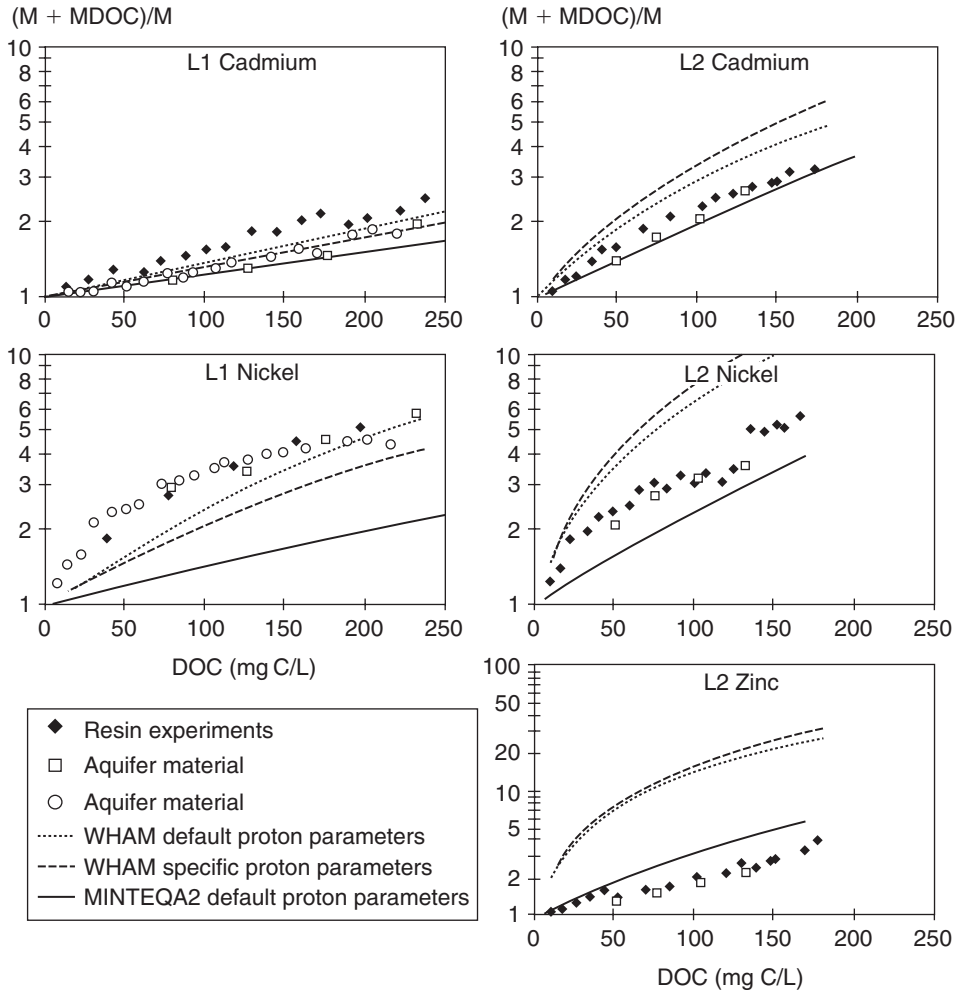 (M + MDOC)/M
(M + MDOC)/M
L1 Cadmium
10
8
6
5
4
3
2
1
0 50 100 150 200 250
L2 Cadmium
10
8
6
5
4
3
2
1
0 50 100 150 200 250
L1 Nickel
10
8
6
5
4
3
2
1
0 50 100 150 200 250
DOC (mg C/L)
L2 Nickel
10
8
6
5
4
3
2
1
0 50 100 150 200 250
L2 Zinc
100
50
20
10
5
2
1
0 50 100 150 200 250
DOC (mg C/L)
Resin experiments
Aquifer material
Aquifer material
WHAM default proton parameters
WHAM specific proton parameters
MINTEQA2 default proton parameters